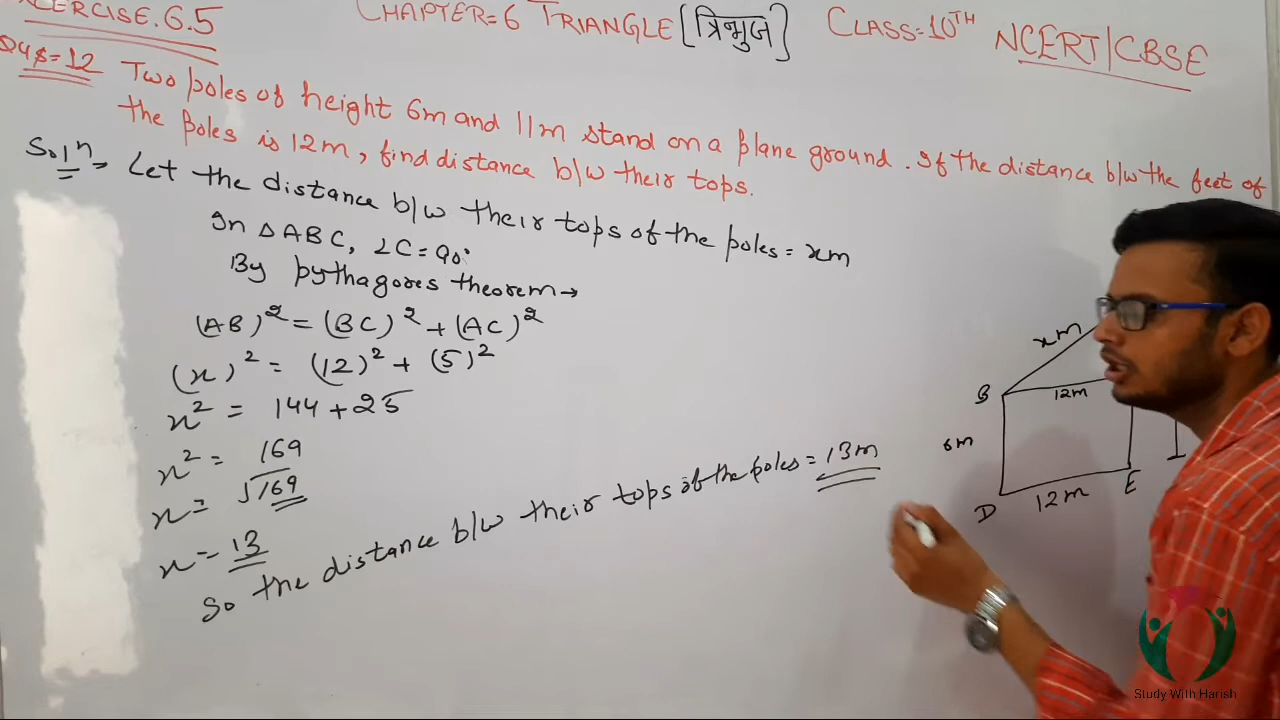 EXERCISE.6.5
CHAPTER=6 TRIANGLE [त्रिभुज] CLASS=10TH NCERT/CBSE
QUS=12 Two poles of height 6m and 11m stand on a plane ground. If the distance b/w the feet of
the poles is 12m, find distance b/w their tops.
Soln= Let the distance b/w their tops of the poles = xm
In △ABC, ∠C=90°
By pythagores theorem→
(AB)² = (BC)² + (AC)²
(x)² = (12)² + (5)²
x² = 144+25
x² = 169
x = √169
x = 13
So the distance b/w their tops of the poles = 13m
xm
B
12m
6m
D
12m
E
Study With Harish